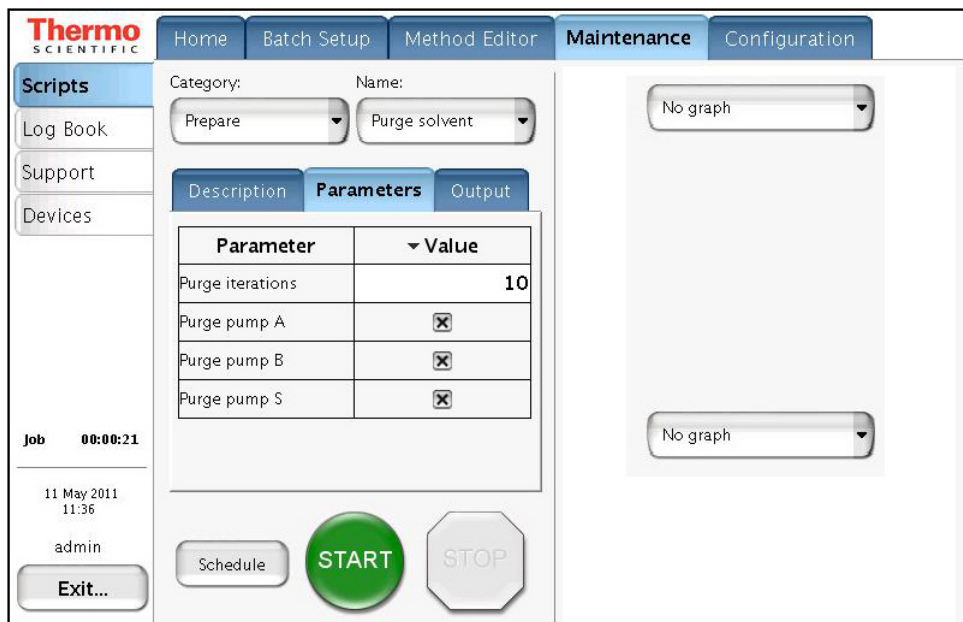 Thermo
SCIENTIFIC
Home
Batch Setup
Method Editor
Maintenance
Configuration
Scripts
Log Book
Support
Devices
Category:
Name:
Prepare
Purge solvent
No graph
Description
Parameters
Output
Parameter
Value
Purge iterations
10
Purge pump A
Purge pump B
Purge pump S
No graph
Job 00:00:21
11 May 2011
11:36
admin
Exit...
Schedule
START
STOP